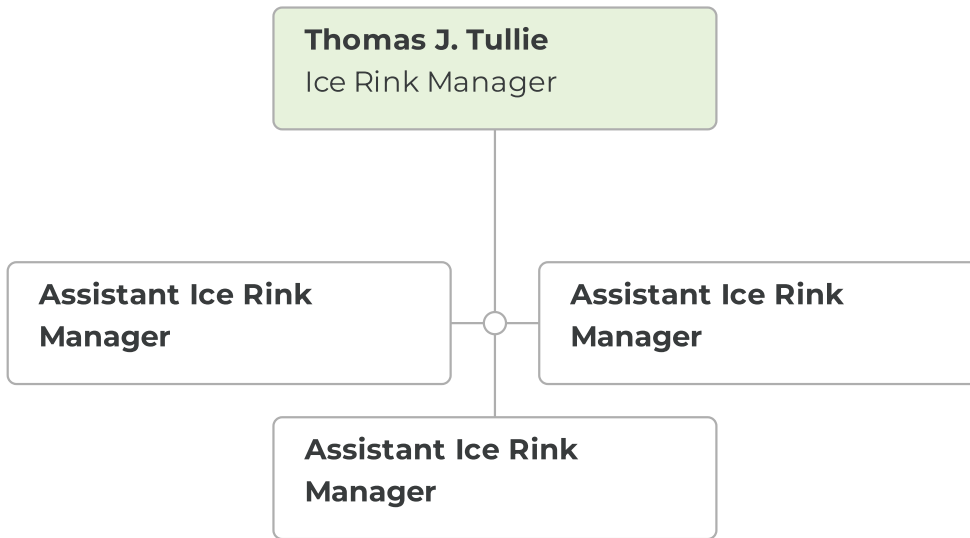 Thomas J. Tullie
Ice Rink Manager
Assistant Ice Rink
Manager
Assistant Ice Rink
Manager
Assistant Ice Rink
Manager